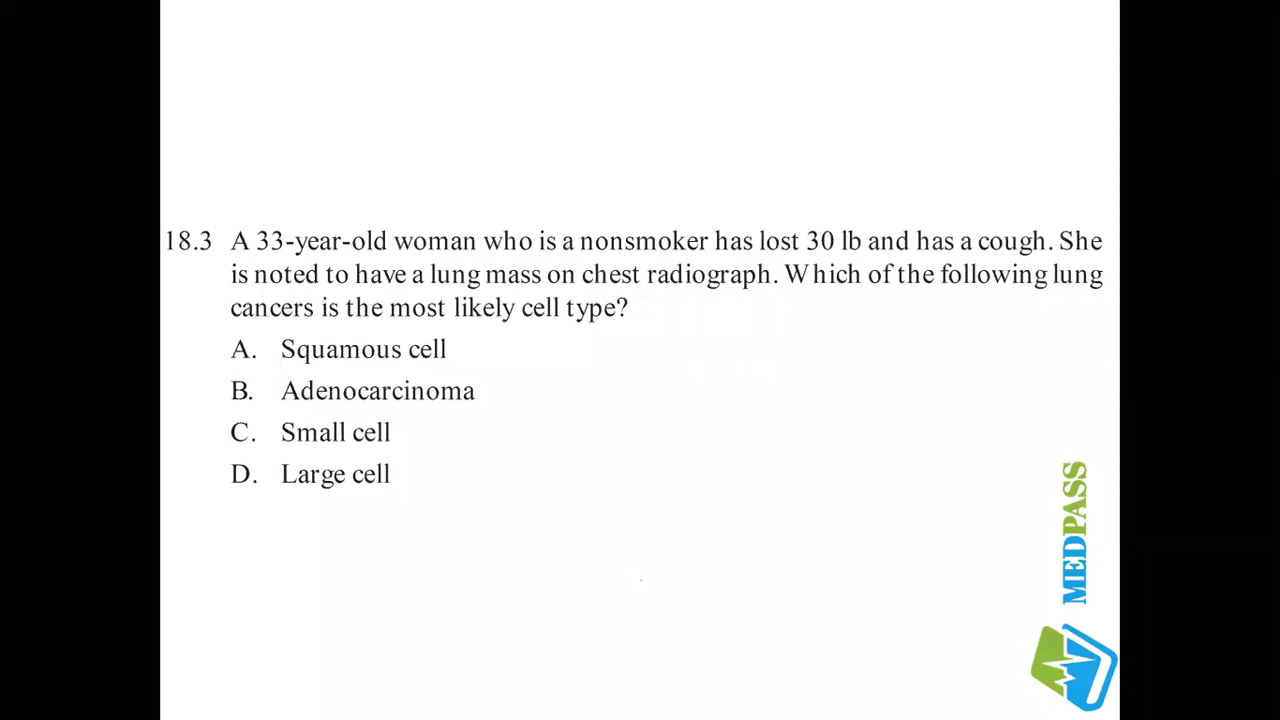 18.3 A 33-year-old woman who is a nonsmoker has lost 30 lb and has a cough. She
is noted to have a lung mass on chest radiograph. Which of the following lung
cancers is the most likely cell type?
A. Squamous cell
B. Adenocarcinoma
C. Small cell
D. Large cell
MEDPASS